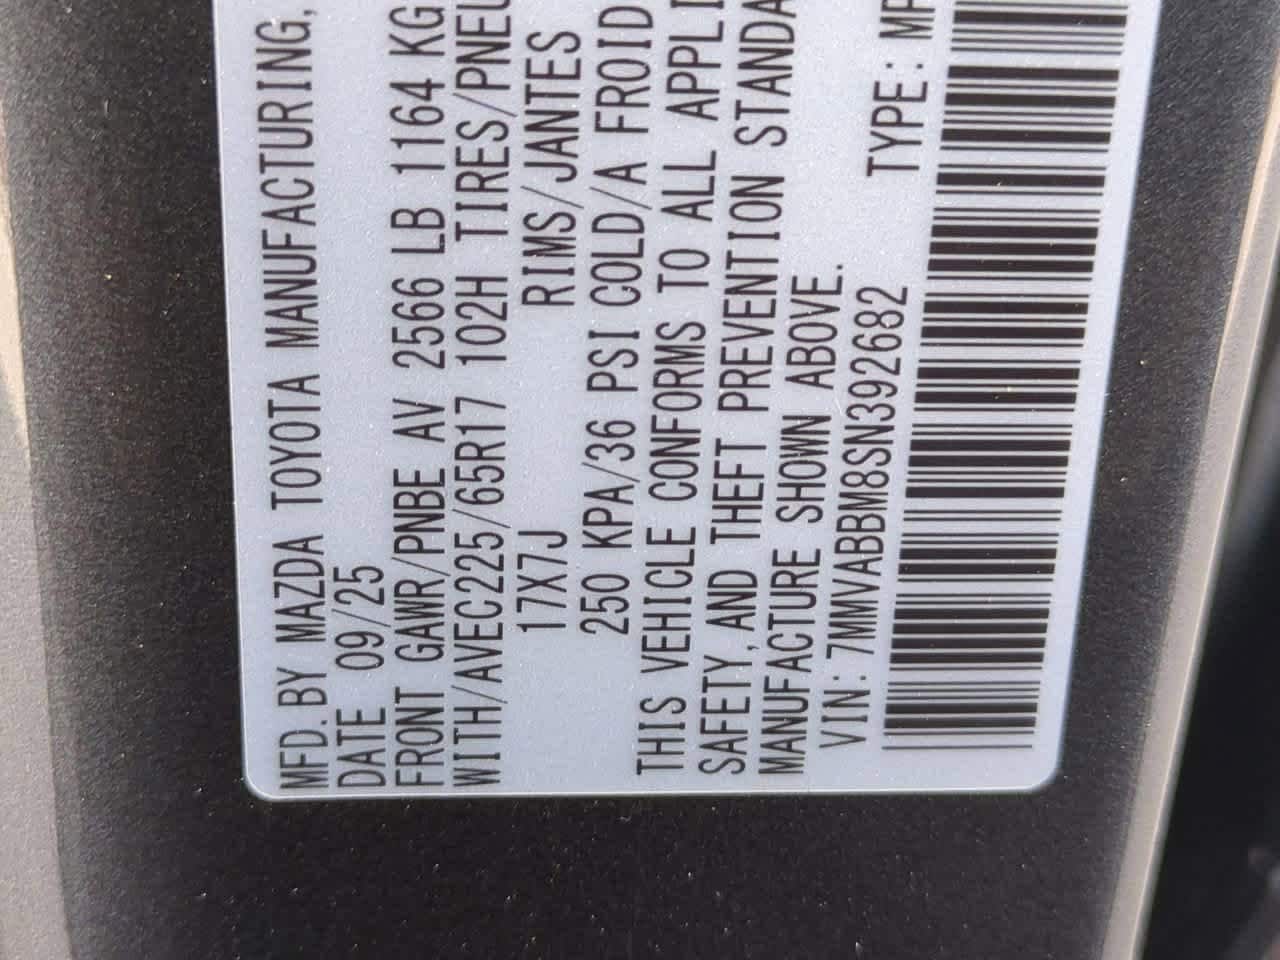 MFD.BY MAZDA TOYOTA MANUFACTURING,
DATE 09/25
FRONT GAWR/PNBE AV 2566 LB 1164 KG
WITH/AVEC225/65R17 102H TIRES/PNEU
17X7J RIMS/JANTES
250 KPA/36 PSI COLD/A FROID
THIS VEHICLE CONFORMS TO ALL APPLI
SAFETY, AND THEFT PREVENTION STANDA
MANUFACTURE SHOWN ABOVE.
VIN: 7MMVABBM8SN392682 TYPE: MP